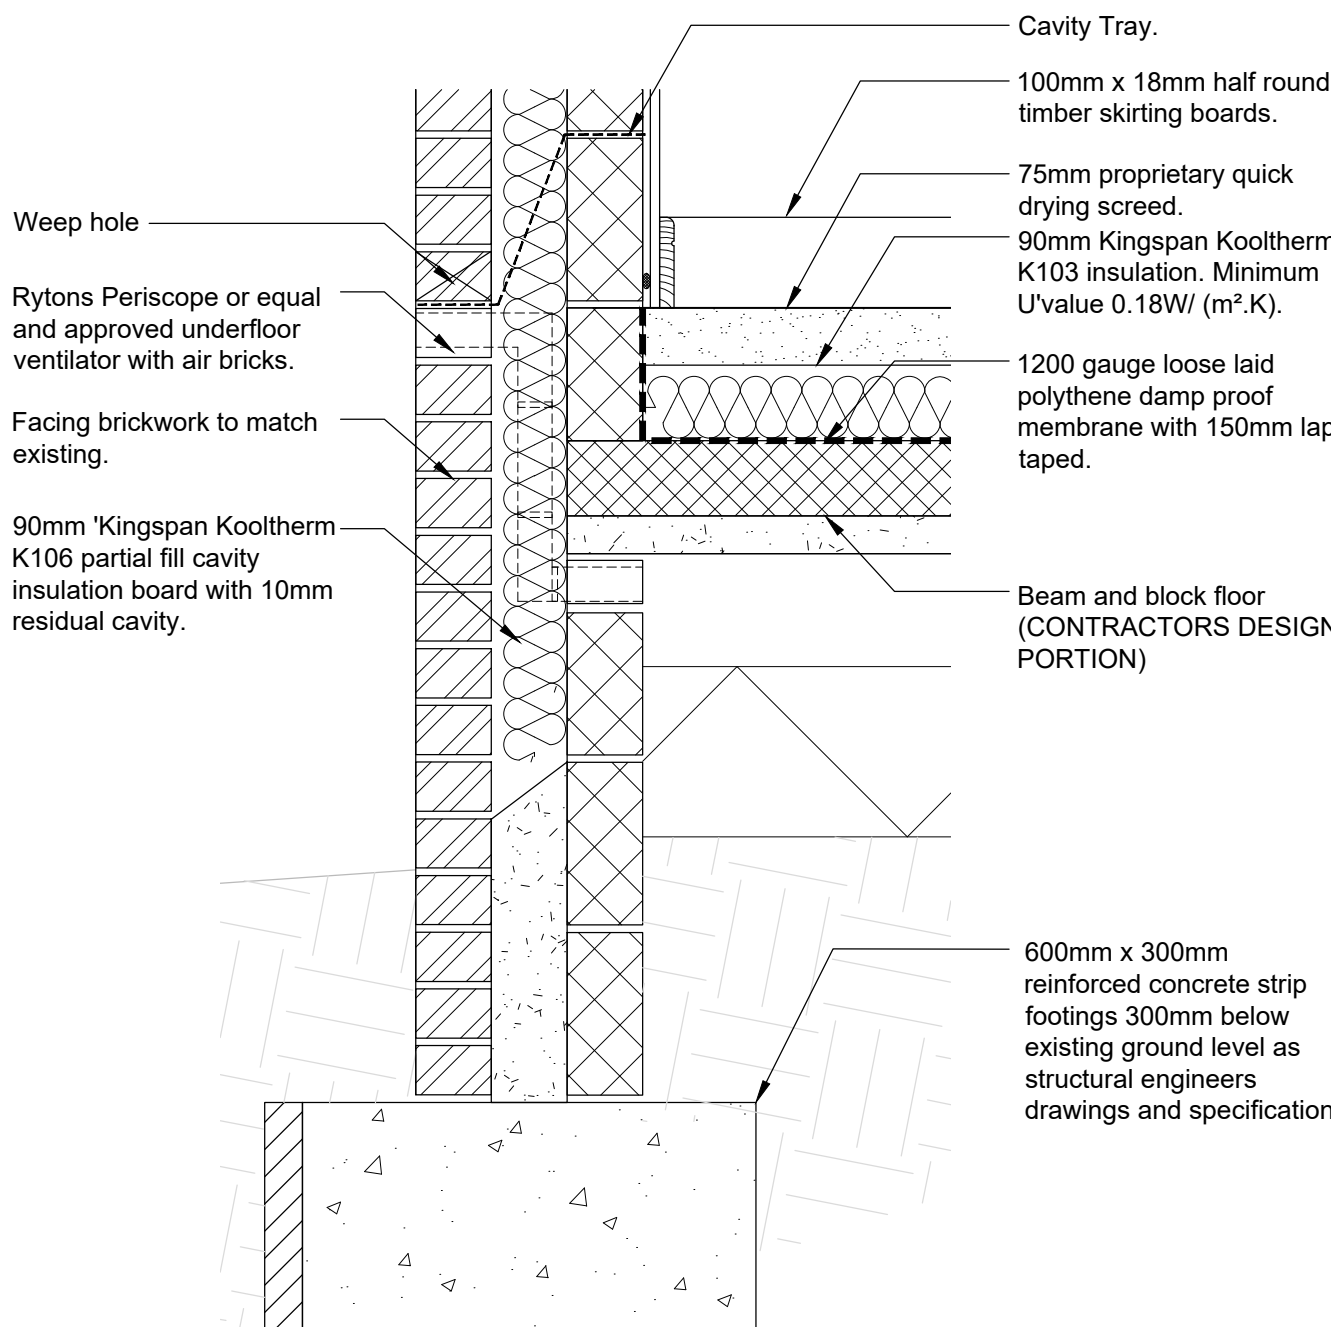 Cavity Tray.
100mm x 18mm half round
timber skirting boards.
75mm proprietary quick
drying screed.
90mm Kingspan Kooltherm
K103 insulation. Minimum
U'value 0.18W/ (m².K).
1200 gauge loose laid
polythene damp proof
membrane with 150mm lap
taped.
Beam and block floor
(CONTRACTORS DESIGN
PORTION)
600mm x 300mm
reinforced concrete strip
footings 300mm below
existing ground level as
structural engineers
drawings and specification
Weep hole
Rytons Periscope or equal
and approved underfloor
ventilator with air bricks.
Facing brickwork to match
existing.
90mm 'Kingspan Kooltherm
K106 partial fill cavity
insulation board with 10mm
residual cavity.